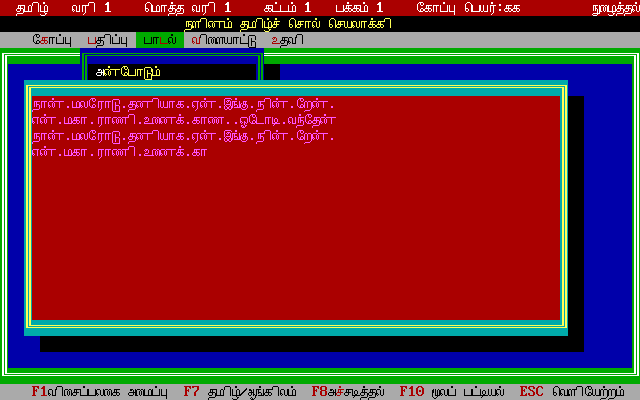 தமிழ் வரி 1 மொத்த வரி 1 கட்டம் 1 பக்கம் 1 கோப்பு பெயர்:கக நுழைத்தல்
நளினம் தமிழ்ச் சொல் செயலாக்கி
கோப்பு பதிப்பு பாடல் விளையாட்டு உதவி
அன்போடும்
நான்.மலரோடு.தனியாக.ஏன்.இங்கு.நின்.றேன்.
என்.மகா.ராணி.உனைக்.காண..ஓடோடி.வந்தேன்
நான்.மலரோடு.தனியாக.ஏன்.இங்கு.நின்.றேன்.
என்.மகா.ராணி.உனைக்.கா
F1விசைப்பலகை அமைப்பு F7 தமிழ்/ஆங்கிலம் F8அச்சடித்தல் F10 மூலப் பட்டியல் ESC வெளியேற்றம்